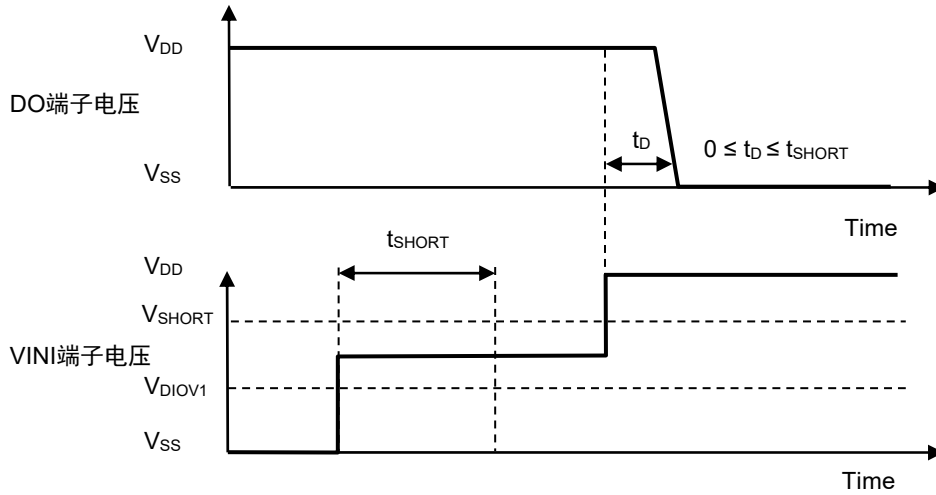 VDD
DO端子电压
tD
0 ≤ tD ≤ tSHORT
VSS
Time
tSHORT
VDD
VSHORT
VINI端子电压
VDIOV1
VSS
Time